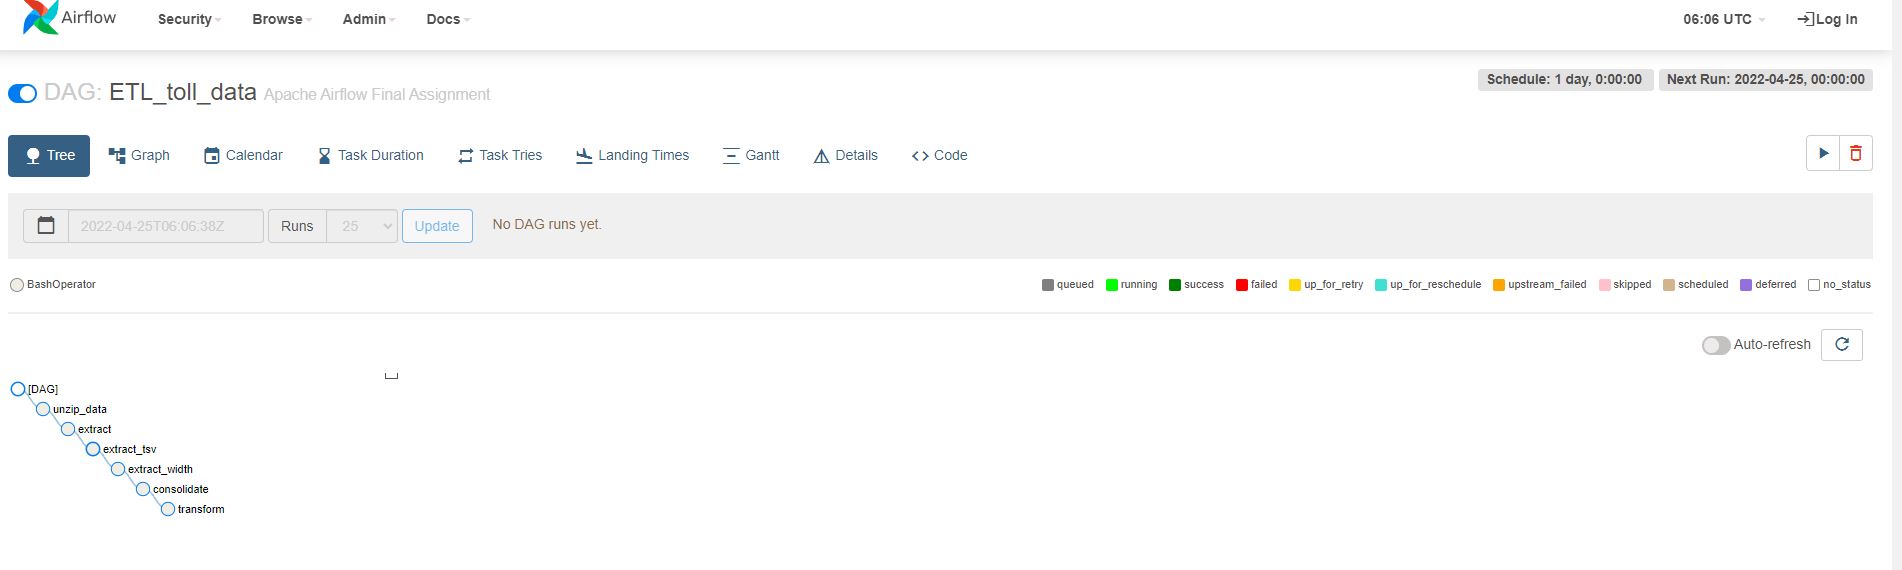 Airflow Security Browse Admin Docs 06:06 UTC Log In
DAG: ETL_toll_data Apache Airflow Final Assignment Schedule: 1 day, 0:00:00 Next Run: 2022-04-25, 00:00:00
Tree Graph Calendar Task Duration Task Tries Landing Times Gantt Details <> Code
2022-04-25T06:06:38Z Runs 25 Update No DAG runs yet.
BashOperator queued running success failed up_for_retry up_for_reschedule upstream_failed skipped scheduled deferred no_status
Auto-refresh
[DAG]
unzip_data
extract
extract_tsv
extract_width
consolidate
transform